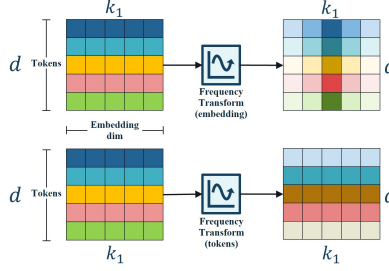 k₁ k₁
d Tokens
Frequency
Transform
(embedding)
Embedding
dim
d Tokens
Frequency
Transform
(tokens)
k₁ k₁